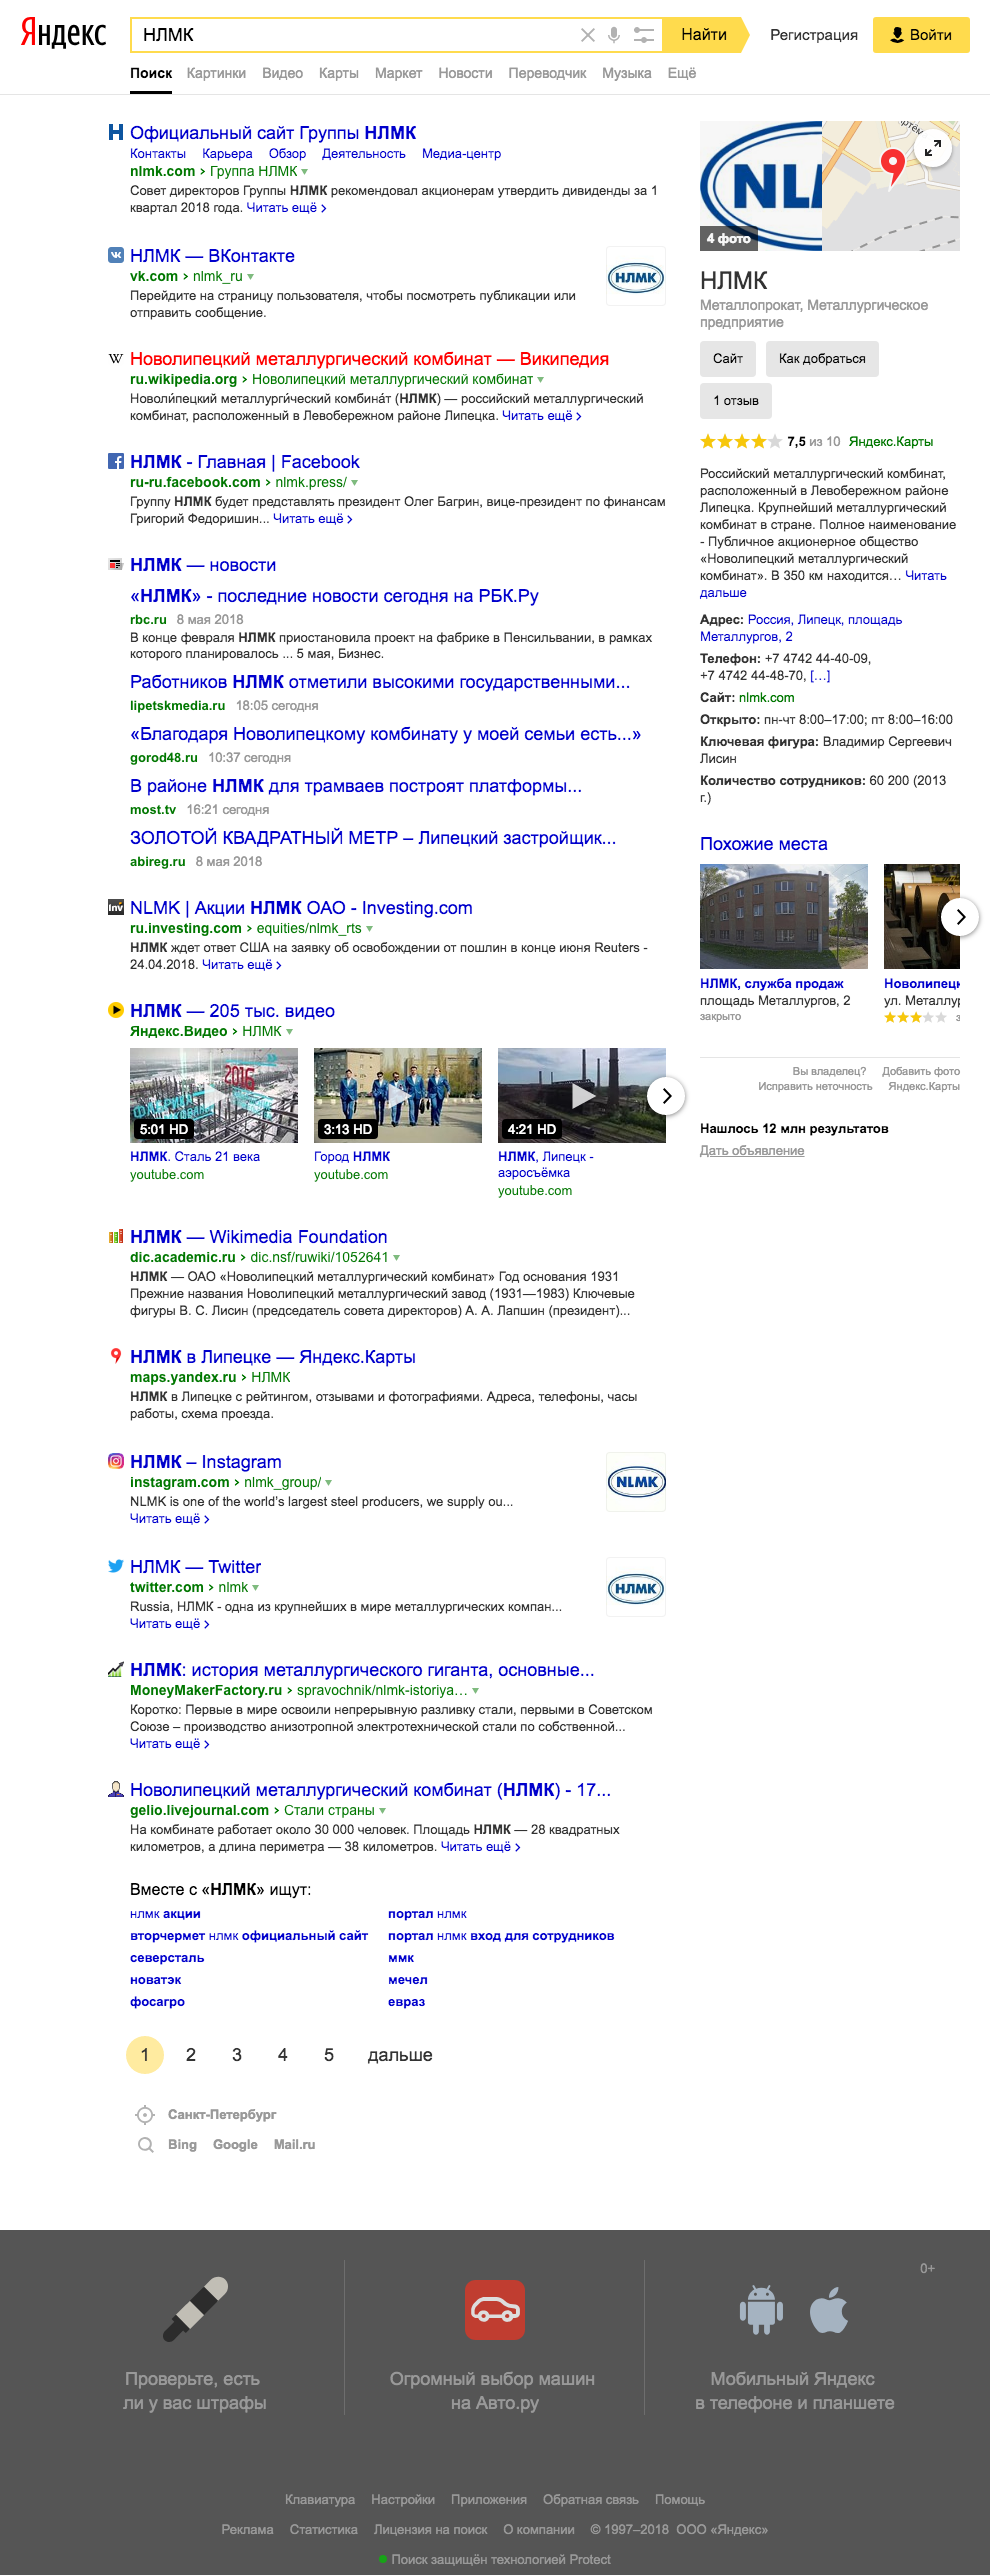 Яндекс
НЛМК
Найти
Регистрация
Войти
Поиск Картинки Видео Карты Маркет Новости Переводчик Музыка Ещё
Официальный сайт Группы НЛМК
Контакты Карьера Обзор Деятельность Медиа-центр
nlmk.com › Группа НЛМК
Совет директоров Группы НЛМК рекомендовал акционерам утвердить дивиденды за 1
квартал 2018 года. Читать ещё ›
НЛМК — ВКонтакте
vk.com › nlmk_ru
Перейдите на страницу пользователя, чтобы посмотреть публикации или
отправить сообщение.
НЛМК
Новолипецкий металлургический комбинат — Википедия
ru.wikipedia.org › Новолипецкий металлургический комбинат
Новоли́пецкий металлурги́ческий комбина́т (НЛМК) — российский металлургический
комбинат, расположенный в Левобережном районе Липецка. Читать ещё ›
НЛМК - Главная | Facebook
ru-ru.facebook.com › nlmk.press/
Группу НЛМК будет представлять президент Олег Багрин, вице-президент по финансам
Григорий Федоришин... Читать ещё ›
НЛМК — новости
«НЛМК» - последние новости сегодня на РБК.Ру
rbc.ru 8 мая 2018
В конце февраля НЛМК приостановила проект на фабрике в Пенсильвании, в рамках
которого планировалось ... 5 мая, Бизнес.
Работников НЛМК отметили высокими государственными...
lipetskmedia.ru 18:05 сегодня
«Благодаря Новолипецкому комбинату у моей семьи есть...»
gorod48.ru 10:37 сегодня
В районе НЛМК для трамваев построят платформы...
most.tv 16:21 сегодня
ЗОЛОТОЙ КВАДРАТНЫЙ МЕТР – Липецкий застройщик...
abireg.ru 8 мая 2018
NLMK | Акции НЛМК ОАО - Investing.com
ru.investing.com › equities/nlmk_rts
НЛМК ждет ответ США на заявку об освобождении от пошлин в конце июня Reuters -
24.04.2018. Читать ещё ›
НЛМК — 205 тыс. видео
Яндекс.Видео › НЛМК
2016
5:01 HD
3:13 HD
4:21 HD
НЛМК. Сталь 21 века
youtube.com
Город НЛМК
youtube.com
НЛМК, Липецк -
аэросъёмка
youtube.com
НЛМК — Wikimedia Foundation
dic.academic.ru › dic.nsf/ruwiki/1052641
НЛМК — ОАО «Новолипецкий металлургический комбинат» Год основания 1931
Прежние названия Новолипецкий металлургический завод (1931—1983) Ключевые
фигуры В. С. Лисин (председатель совета директоров) А. А. Лапшин (президент)...
НЛМК в Липецке — Яндекс.Карты
maps.yandex.ru › НЛМК
НЛМК в Липецке с рейтингом, отзывами и фотографиями. Адреса, телефоны, часы
работы, схема проезда.
НЛМК – Instagram
instagram.com › nlmk_group/
NLMK is one of the world's largest steel producers, we supply ou...
Читать ещё ›
NLMK
НЛМК — Twitter
twitter.com › nlmk
Russia, НЛМК - одна из крупнейших в мире металлургических компан...
Читать ещё ›
НЛМК
НЛМК: история металлургического гиганта, основные...
MoneyMakerFactory.ru › spravochnik/nlmk-istoriya…
Коротко: Первые в мире освоили непрерывную разливку стали, первыми в Советском
Союзе – производство анизотропной электротехнической стали по собственной...
Читать ещё ›
Новолипецкий металлургический комбинат (НЛМК) - 17...
gelio.livejournal.com › Стали страны
На комбинате работает около 30 000 человек. Площадь НЛМК — 28 квадратных
километров, а длина периметра — 38 километров. Читать ещё ›
Вместе с «НЛМК» ищут:
нлмк акции
вторчермет нлмк официальный сайт
северсталь
новатэк
фосагро
портал нлмк
портал нлмк вход для сотрудников
ммк
мечел
евраз
1 2 3 4 5 дальше
Санкт-Петербург
Bing Google Mail.ru
4 фото
НЛМК
Металлопрокат, Металлургическое
предприятие
Сайт
Как добраться
1 отзыв
7,5 из 10 Яндекс.Карты
Российский металлургический комбинат,
расположенный в Левобережном районе
Липецка. Крупнейший металлургический
комбинат в стране. Полное наименование
- Публичное акционерное общество
«Новолипецкий металлургический
комбинат». В 350 км находится… Читать
дальше
Адрес: Россия, Липецк, площадь
Металлургов, 2
Телефон: +7 4742 44-40-09,
+7 4742 44-48-70, [...]
Сайт: nlmk.com
Открыто: пн-чт 8:00–17:00; пт 8:00–16:00
Ключевая фигура: Владимир Сергеевич
Лисин
Количество сотрудников: 60 200 (2013
г.)
Похожие места
НЛМК, служба продаж
площадь Металлургов, 2
закрыто
Новолипецк
ул. Металлур
Вы владелец? Добавить фото
Исправить неточность Яндекс.Карты
Нашлось 12 млн результатов
Дать объявление
0+
Проверьте, есть
ли у вас штрафы
Огромный выбор машин
на Авто.ру
Мобильный Яндекс
в телефоне и планшете
Клавиатура Настройки Приложения Обратная связь Помощь
Реклама Статистика Лицензия на поиск О компании © 1997–2018 ООО «Яндекс»
Поиск защищён технологией Protect